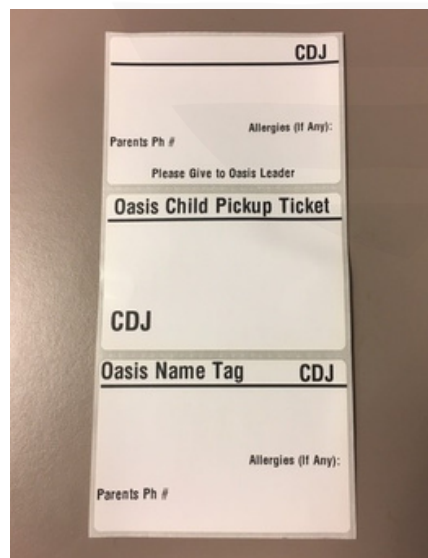 CDJ
Allergies (If Any):
Parents Ph #
Please Give to Oasis Leader
Oasis Child Pickup Ticket
CDJ
Oasis Name Tag CDJ
Allergies (If Any):
Parents Ph #